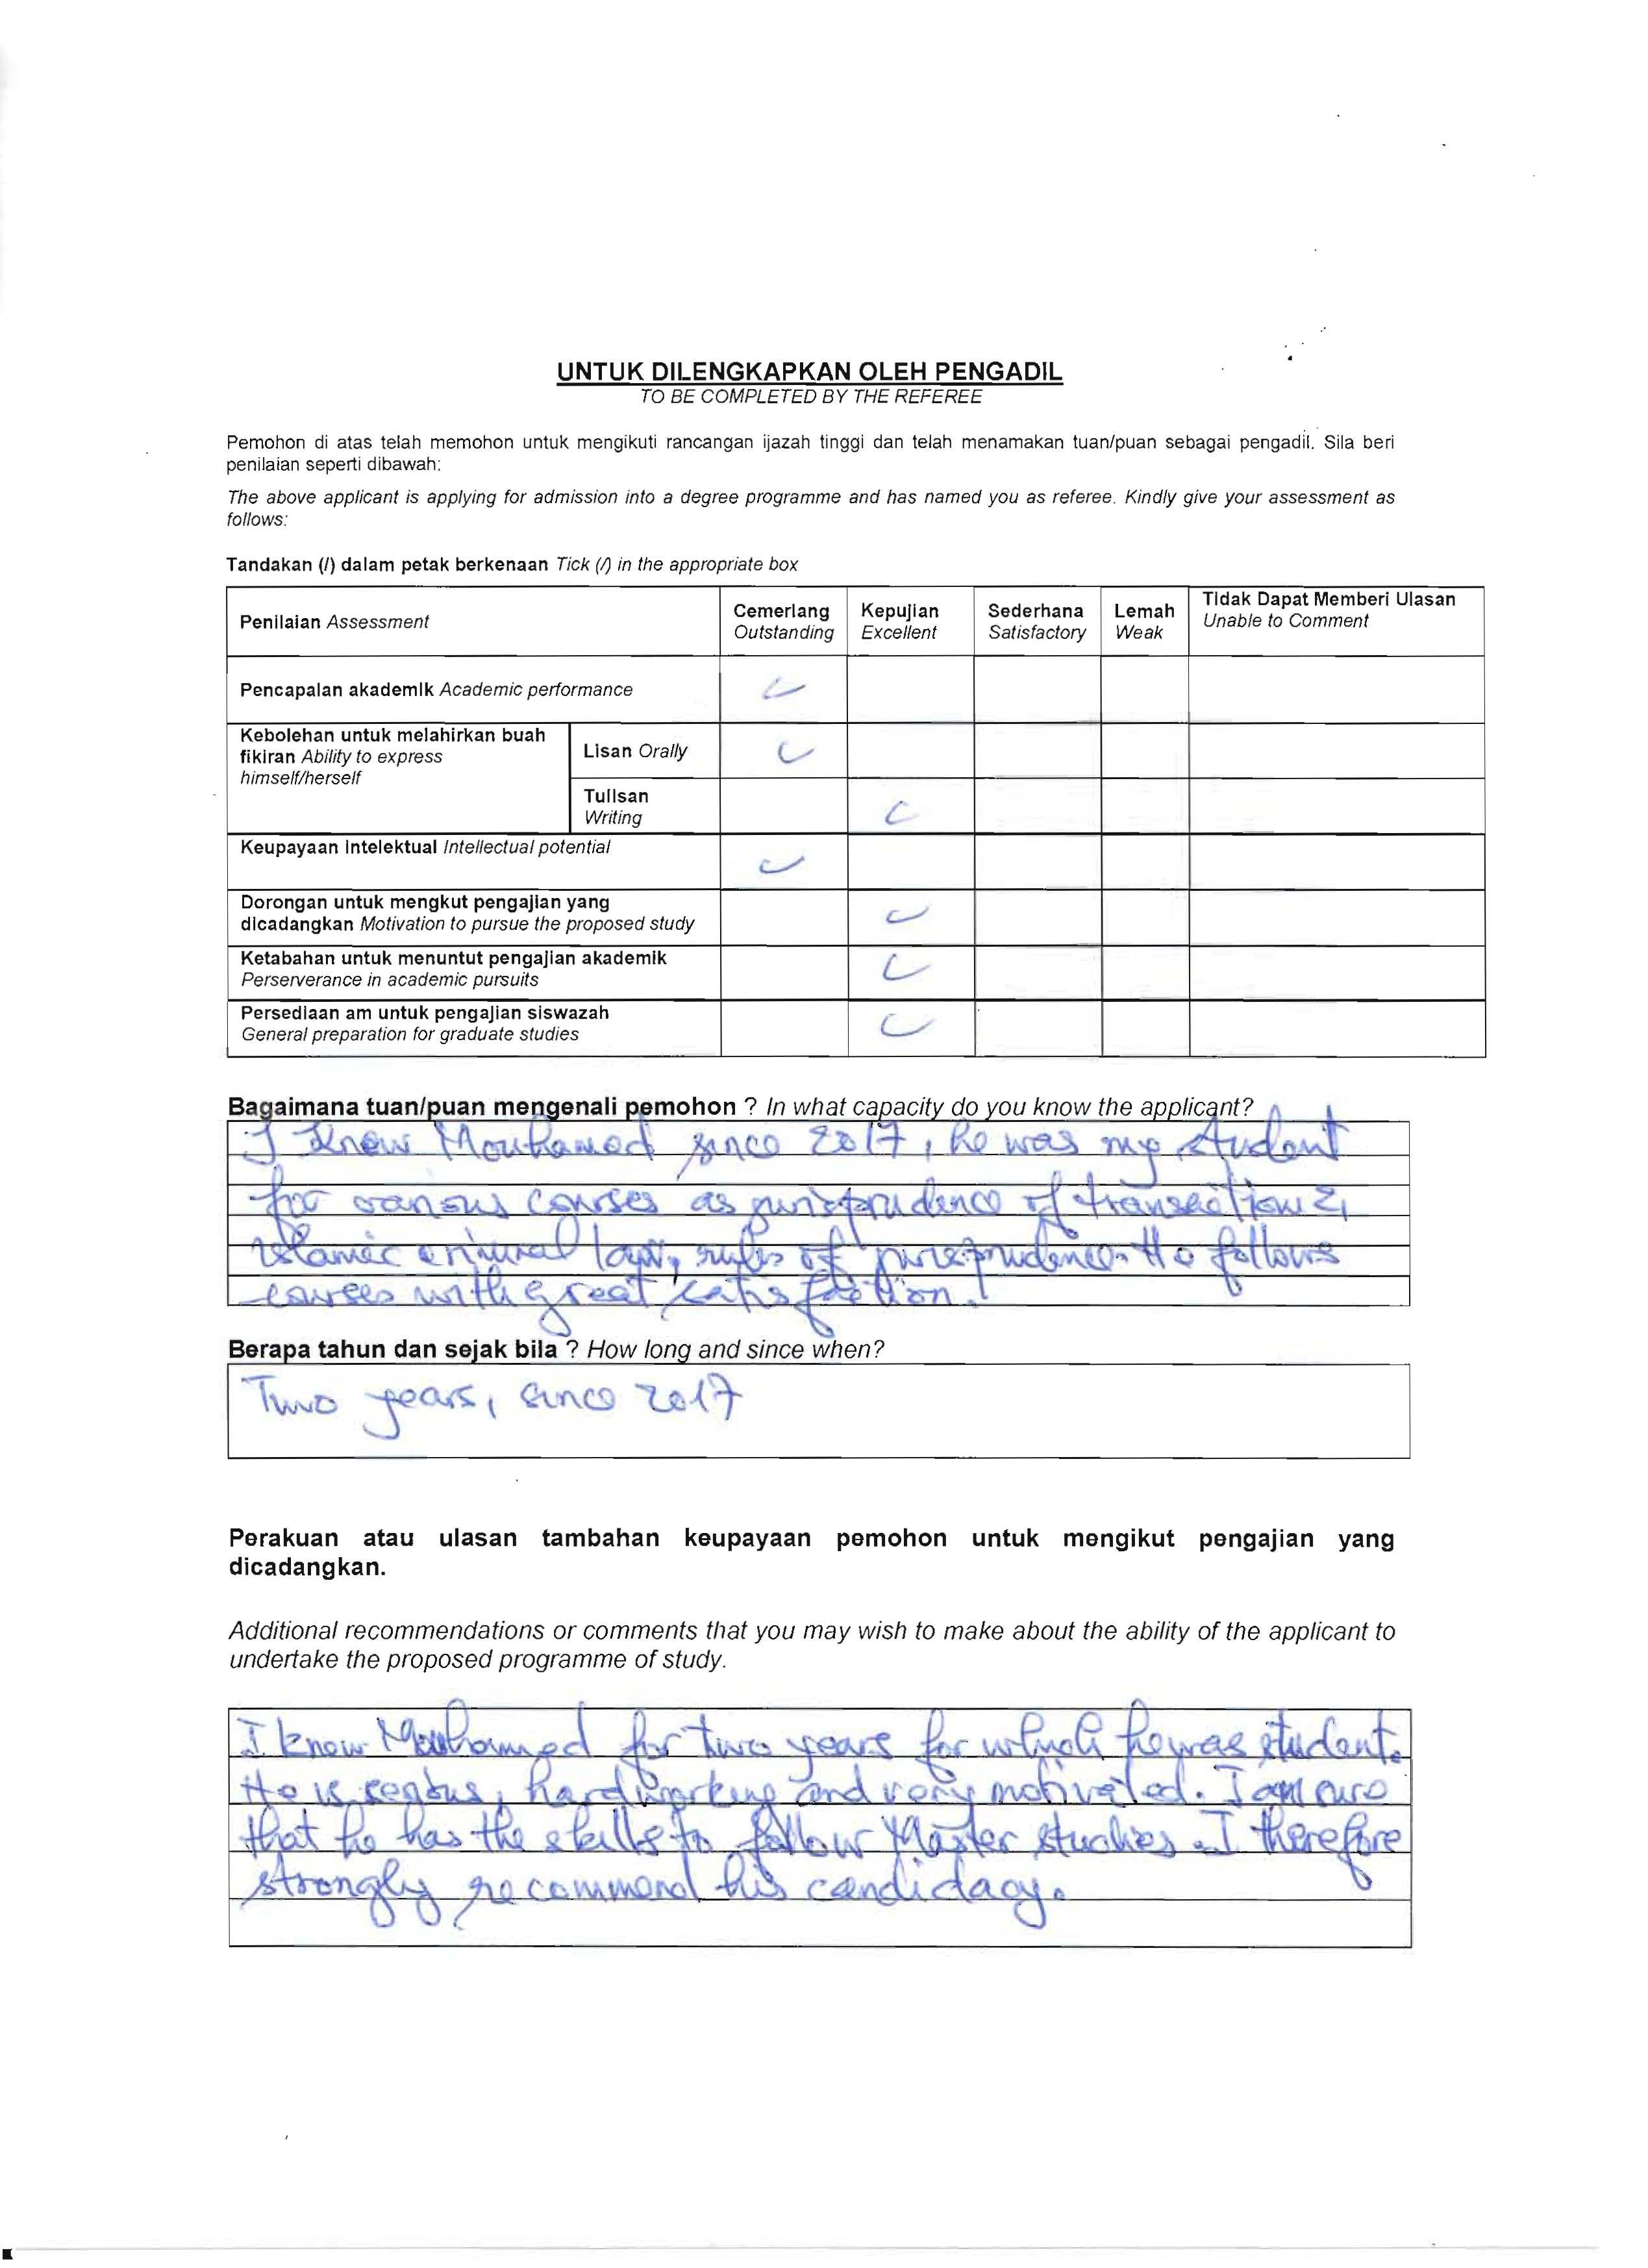 UNTUK DILENGKAPKAN OLEH PENGADIL
TO BE COMPLETED BY THE REFEREE
Pemohon di atas telah memohon untuk mengikuti rancangan ijazah tinggi dan telah menamakan tuan/puan sebagai pengadil. Sila beri
penilaian seperti dibawah:
The above applicant is applying for admission into a degree programme and has named you as referee. Kindly give your assessment as
follows:
Tandakan (/) dalam petak berkenaan Tick (/) in the appropriate box
Penilaian Assessment
Cemerlang
Outstanding
Kepujian
Excellent
Sederhana
Satisfactory
Lemah
Weak
Tidak Dapat Memberi Ulasan
Unable to Comment
Pencapaian akademik Academic performance
Kebolehan untuk melahirkan buah
fikiran Ability to express
himself/herself
Lisan Orally
Tulisan
Writing
Keupayaan intelektual Intellectual potential
Dorongan untuk mengkut pengajian yang
dicadangkan Motivation to pursue the proposed study
Ketabahan untuk menuntut pengajian akademik
Perserverance in academic pursuits
Persediaan am untuk pengajian siswazah
General preparation for graduate studies
Bagaimana tuan/puan mengenali pemohon ? In what capacity do you know the applicant?
I know Mouhamed since 2017, he was my student
for various courses as jurisprudence of transaction 2,
Islamic criminal law, rules of jurisprudence. He follows
courses with great satisfaction.
Berapa tahun dan sejak bila ? How long and since when?
Two years, since 2017
Perakuan atau ulasan tambahan keupayaan pemohon untuk mengikut pengajian yang
dicadangkan.
Additional recommendations or comments that you may wish to make about the ability of the applicant to
undertake the proposed programme of study.
I know Mouhamed for two years for which he was student.
He is serious, hardworking and very motivated. I am sure
that he has the skills to follow Master studies. I therefore
strongly recommend his candidacy.